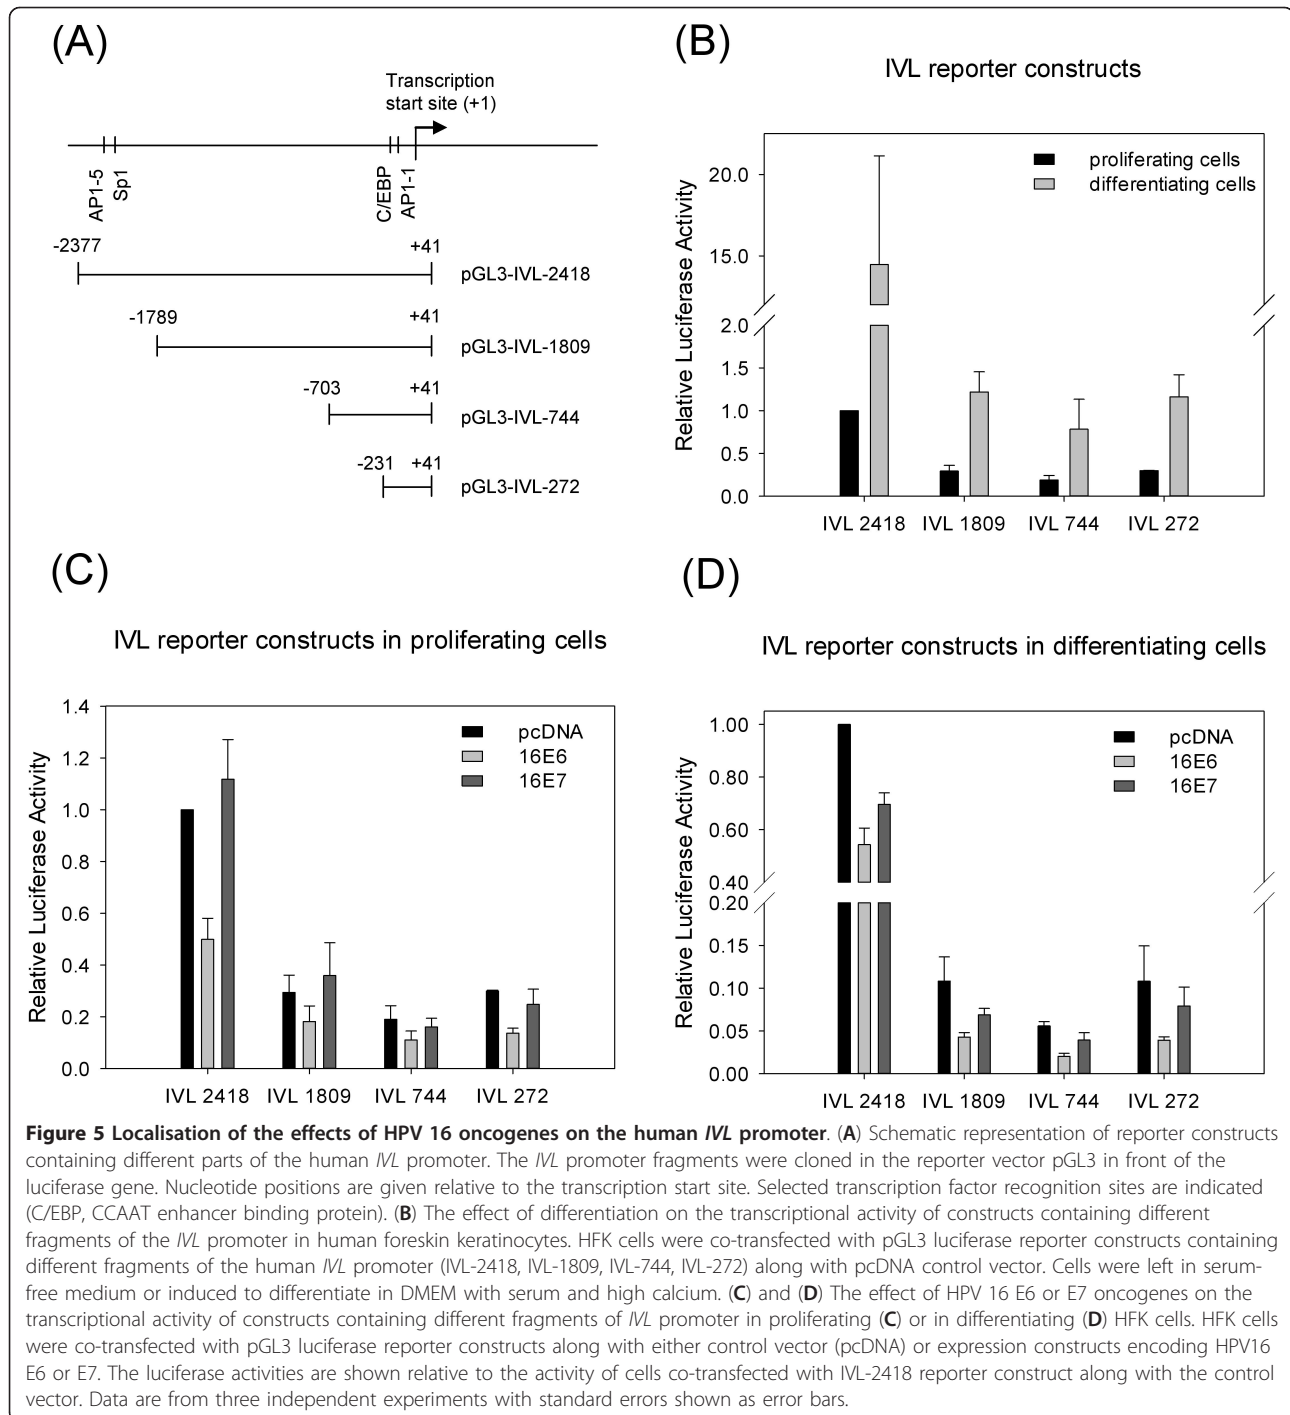 (A)
Transcription
start site (+1)
AP1-5
Sp1
C/EBP
AP1-1
-2377
+41
pGL3-IVL-2418
-1789
+41
pGL3-IVL-1809
-703
+41
pGL3-IVL-744
-231
+41
pGL3-IVL-272
(B)
IVL reporter constructs
proliferating cells
differentiating cells
Relative Luciferase Activity
20.0
15.0
2.0
1.5
1.0
0.5
0.0
IVL 2418 IVL 1809 IVL 744 IVL 272
(C)
IVL reporter constructs in proliferating cells
pcDNA
16E6
16E7
Relative Luciferase Activity
1.4
1.2
1.0
0.8
0.6
0.4
0.2
0.0
IVL 2418 IVL 1809 IVL 744 IVL 272
(D)
IVL reporter constructs in differentiating cells
pcDNA
16E6
16E7
Relative Luciferase Activity
1.00
0.80
0.60
0.40
0.20
0.15
0.10
0.05
0.00
IVL 2418 IVL 1809 IVL 744 IVL 272
Figure 5 Localisation of the effects of HPV 16 oncogenes on the human IVL promoter. (A) Schematic representation of reporter constructs
containing different parts of the human IVL promoter. The IVL promoter fragments were cloned in the reporter vector pGL3 in front of the
luciferase gene. Nucleotide positions are given relative to the transcription start site. Selected transcription factor recognition sites are indicated
(C/EBP, CCAAT enhancer binding protein). (B) The effect of differentiation on the transcriptional activity of constructs containing different
fragments of the IVL promoter in human foreskin keratinocytes. HFK cells were co-transfected with pGL3 luciferase reporter constructs containing
different fragments of the human IVL promoter (IVL-2418, IVL-1809, IVL-744, IVL-272) along with pcDNA control vector. Cells were left in serum-
free medium or induced to differentiate in DMEM with serum and high calcium. (C) and (D) The effect of HPV 16 E6 or E7 oncogenes on the
transcriptional activity of constructs containing different fragments of IVL promoter in proliferating (C) or in differentiating (D) HFK cells. HFK cells
were co-transfected with pGL3 luciferase reporter constructs along with either control vector (pcDNA) or expression constructs encoding HPV16
E6 or E7. The luciferase activities are shown relative to the activity of cells co-transfected with IVL-2418 reporter construct along with the control
vector. Data are from three independent experiments with standard errors shown as error bars.